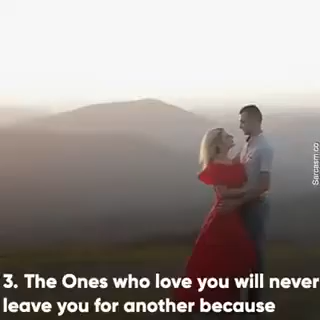 Sarcasm.co
3. The Ones who love you will never
leave you for another because